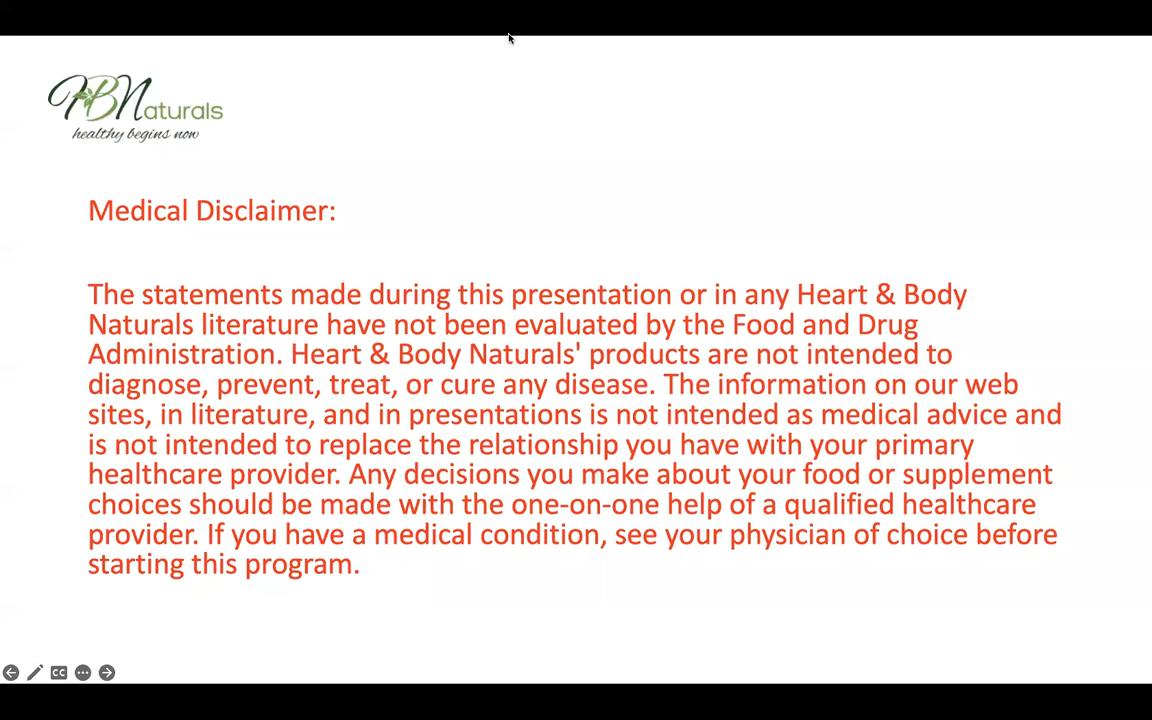 HBNaturals
healthy begins now
Medical Disclaimer:
The statements made during this presentation or in any Heart & Body
Naturals literature have not been evaluated by the Food and Drug
Administration. Heart & Body Naturals' products are not intended to
diagnose, prevent, treat, or cure any disease. The information on our web
sites, in literature, and in presentations is not intended as medical advice and
is not intended to replace the relationship you have with your primary
healthcare provider. Any decisions you make about your food or supplement
choices should be made with the one-on-one help of a qualified healthcare
provider. If you have a medical condition, see your physician of choice before
starting this program.
CC